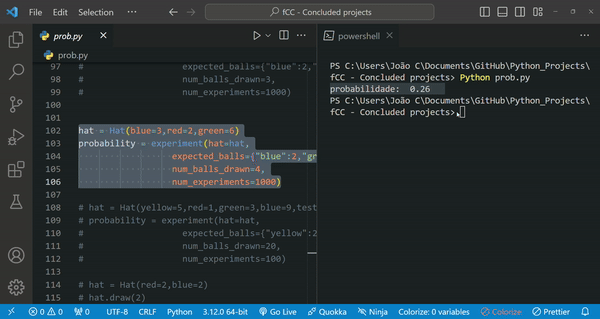 File Edit Selection ··· fCC - Concluded projects
prob.py
prob.py
97 # expected_balls={"blue":2,"
98 # num_balls_drawn=3,
99 # num_experiments=1000)
100
101
102 hat = Hat(blue=3,red=2,green=6)
103 probability = experiment(hat=hat,
104 expected_balls={"blue":2,"gr
105 num_balls_drawn=4,
106 num_experiments=1000)
107
108 # hat = Hat(yellow=5,red=1,green=3,blue=9,test
109 # probability = experiment(hat=hat,
110 # expected_balls={"yellow":2
111 # num_balls_drawn=20,
112 # num_experiments=100)
113
114 # hat = Hat(red=2,blue=2)
115 # hat.draw(2)
powershell
PS C:\Users\João C\Documents\GitHub\Python_Projects\
fCC - Concluded projects> Python prob.py
probabilidade: 0.26
PS C:\Users\João C\Documents\GitHub\Python_Projects\
fCC - Concluded projects>
0 0 0 UTF-8 CRLF Python 3.12.0 64-bit Go Live Quokka Ninja Colorize: 0 variables Colorize Prettier